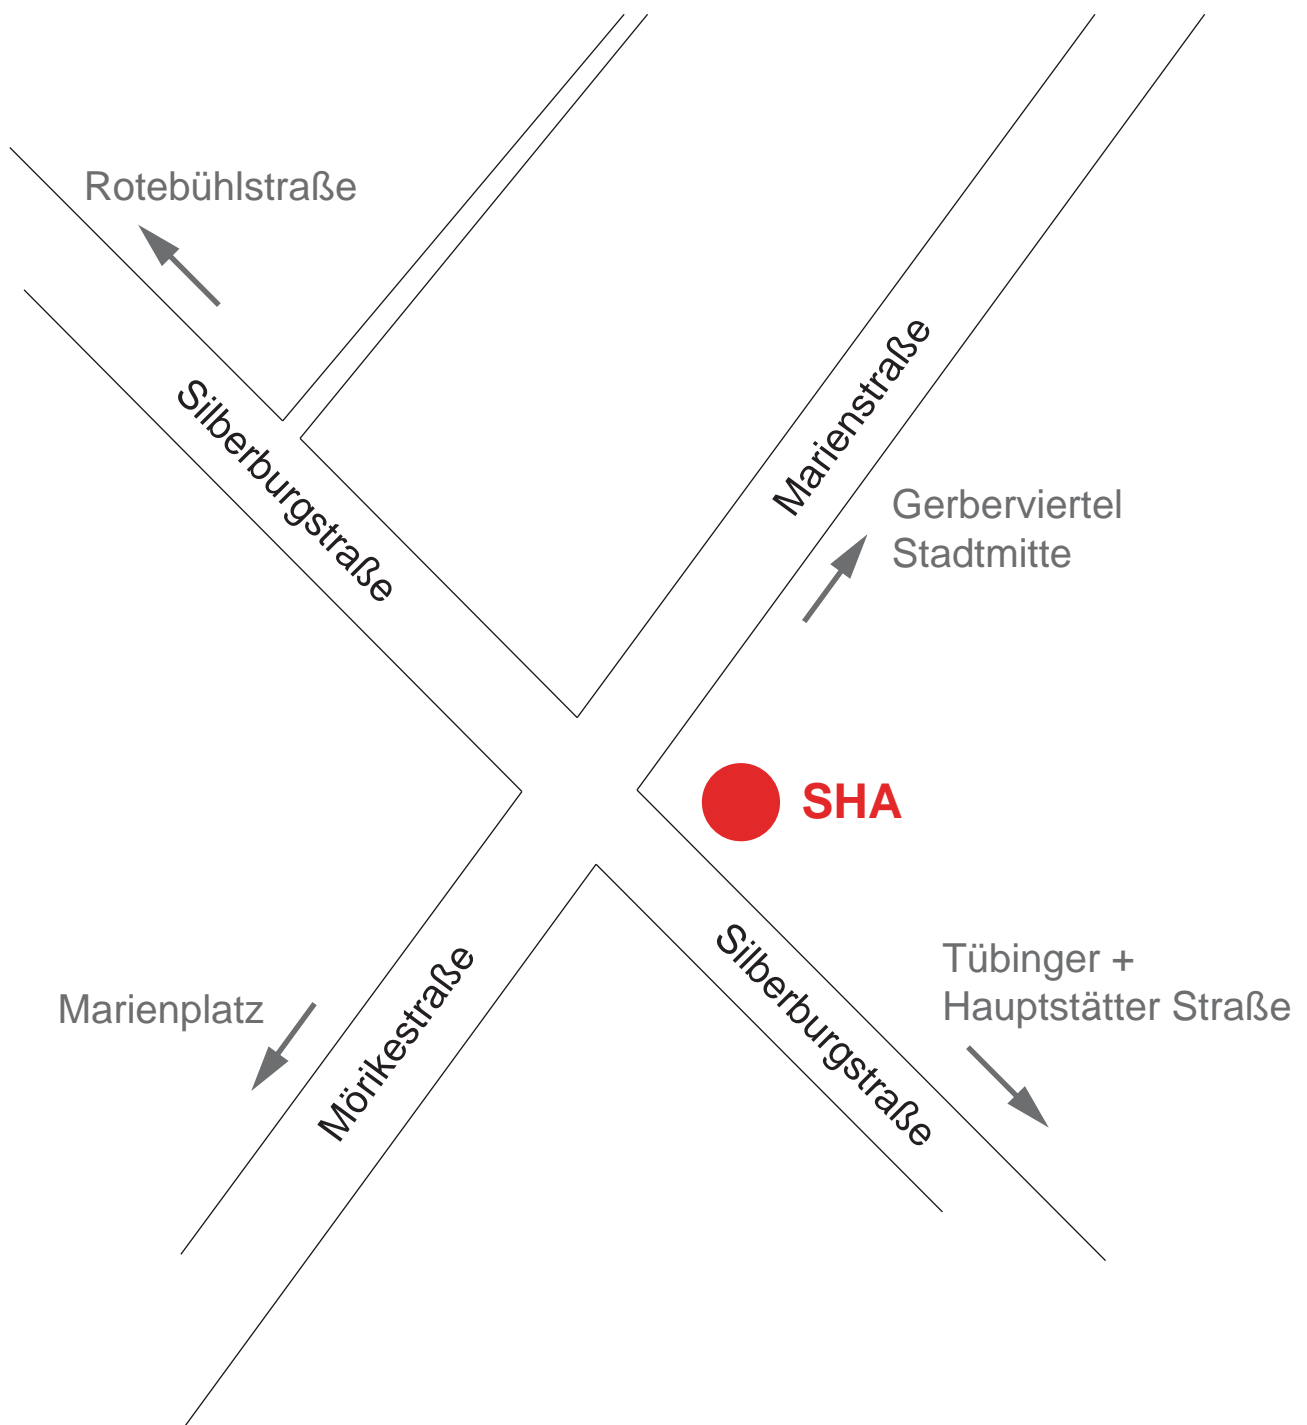 Rotebühlstraße
Silberburgstraße
Marienstraße
Gerberviertel
Stadtmitte
SHA
Silberburgstraße
Tübinger +
Hauptstätter Straße
Marienplatz
Mörikestraße